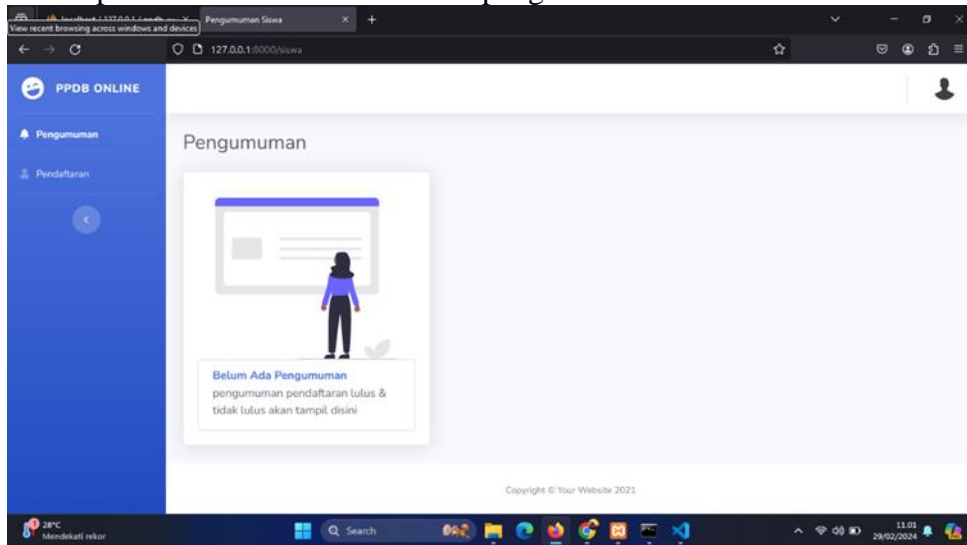 Pengumuman Siswa
View recent browsing across windows and devices
127.0.0.1:8000/siswa
PPDB ONLINE
Pengumuman
Pendaftaran
Pengumuman
Belum Ada Pengumuman
pengumuman pendaftaran lulus &
tidak lulus akan tampil disini
Copyright © Your Website 2021
28°C
Mendekati rekor
Search
11.01
29/02/2024